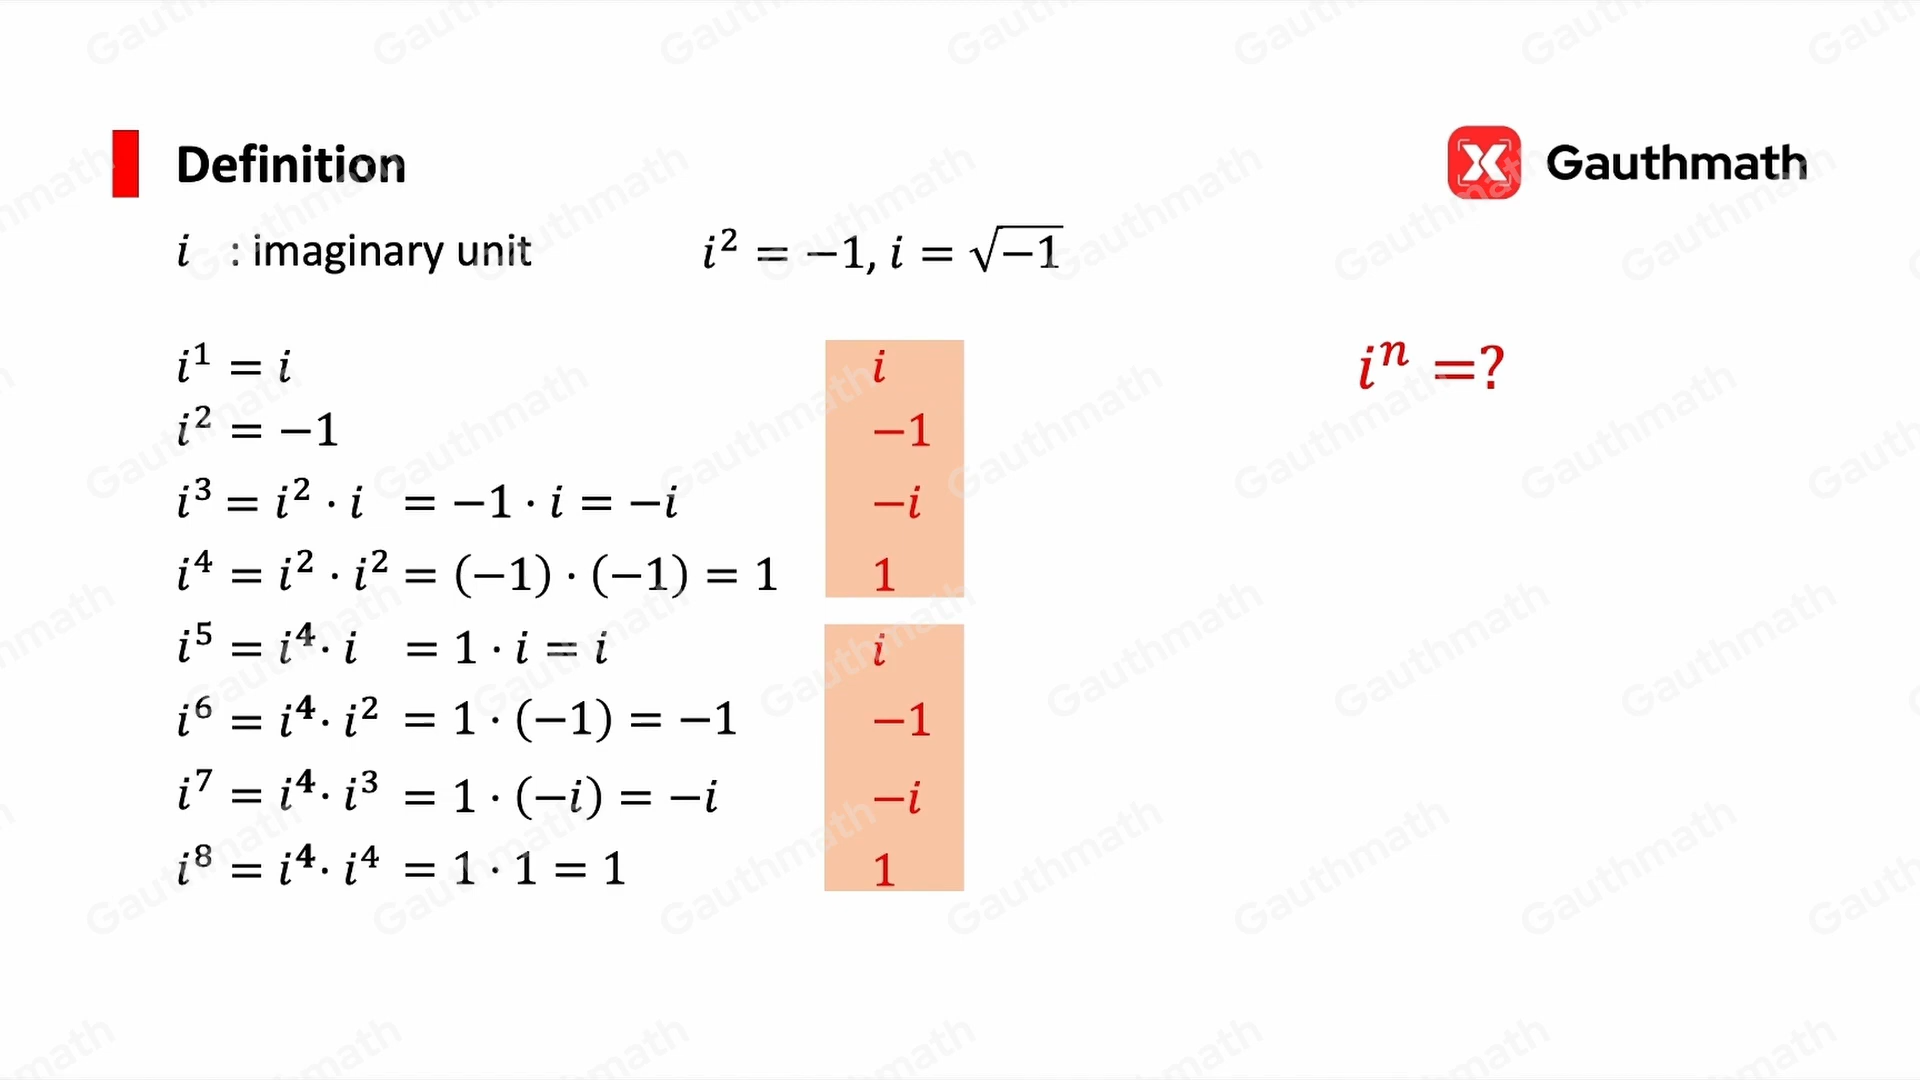 Definition
Gauthmath
i : imaginary unit
i² = −1, i = √−1
i¹ = i
i
iⁿ =?
i² = −1
−1
i³ = i² · i = −1 · i = −i
−i
i⁴ = i² · i² = (−1) · (−1) = 1
1
i⁵ = i⁴· i = 1 · i = i
i
i⁶ = i⁴· i² = 1 · (−1) = −1
−1
i⁷ = i⁴· i³ = 1 · (−i) = −i
−i
i⁸ = i⁴· i⁴ = 1 · 1 = 1
1